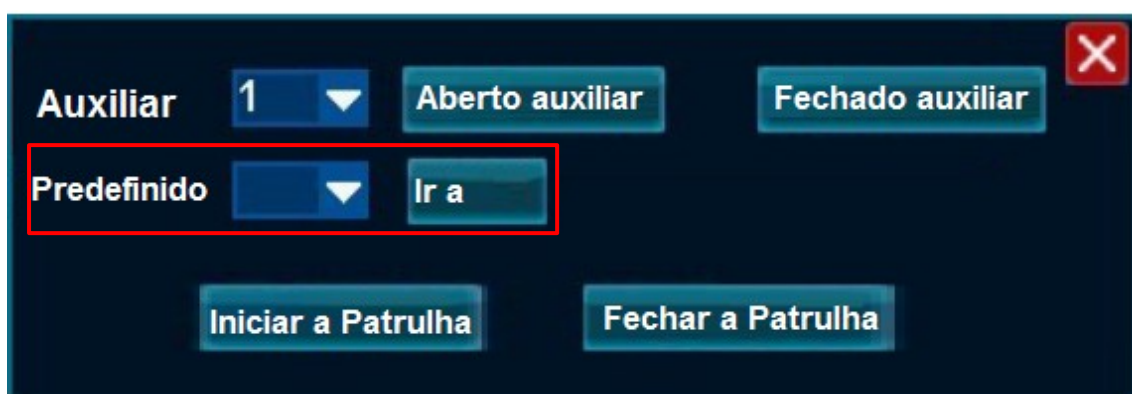 Auxiliar 1 Aberto auxiliar Fechado auxiliar
Predefinido Ir a
Iniciar a Patrulha Fechar a Patrulha